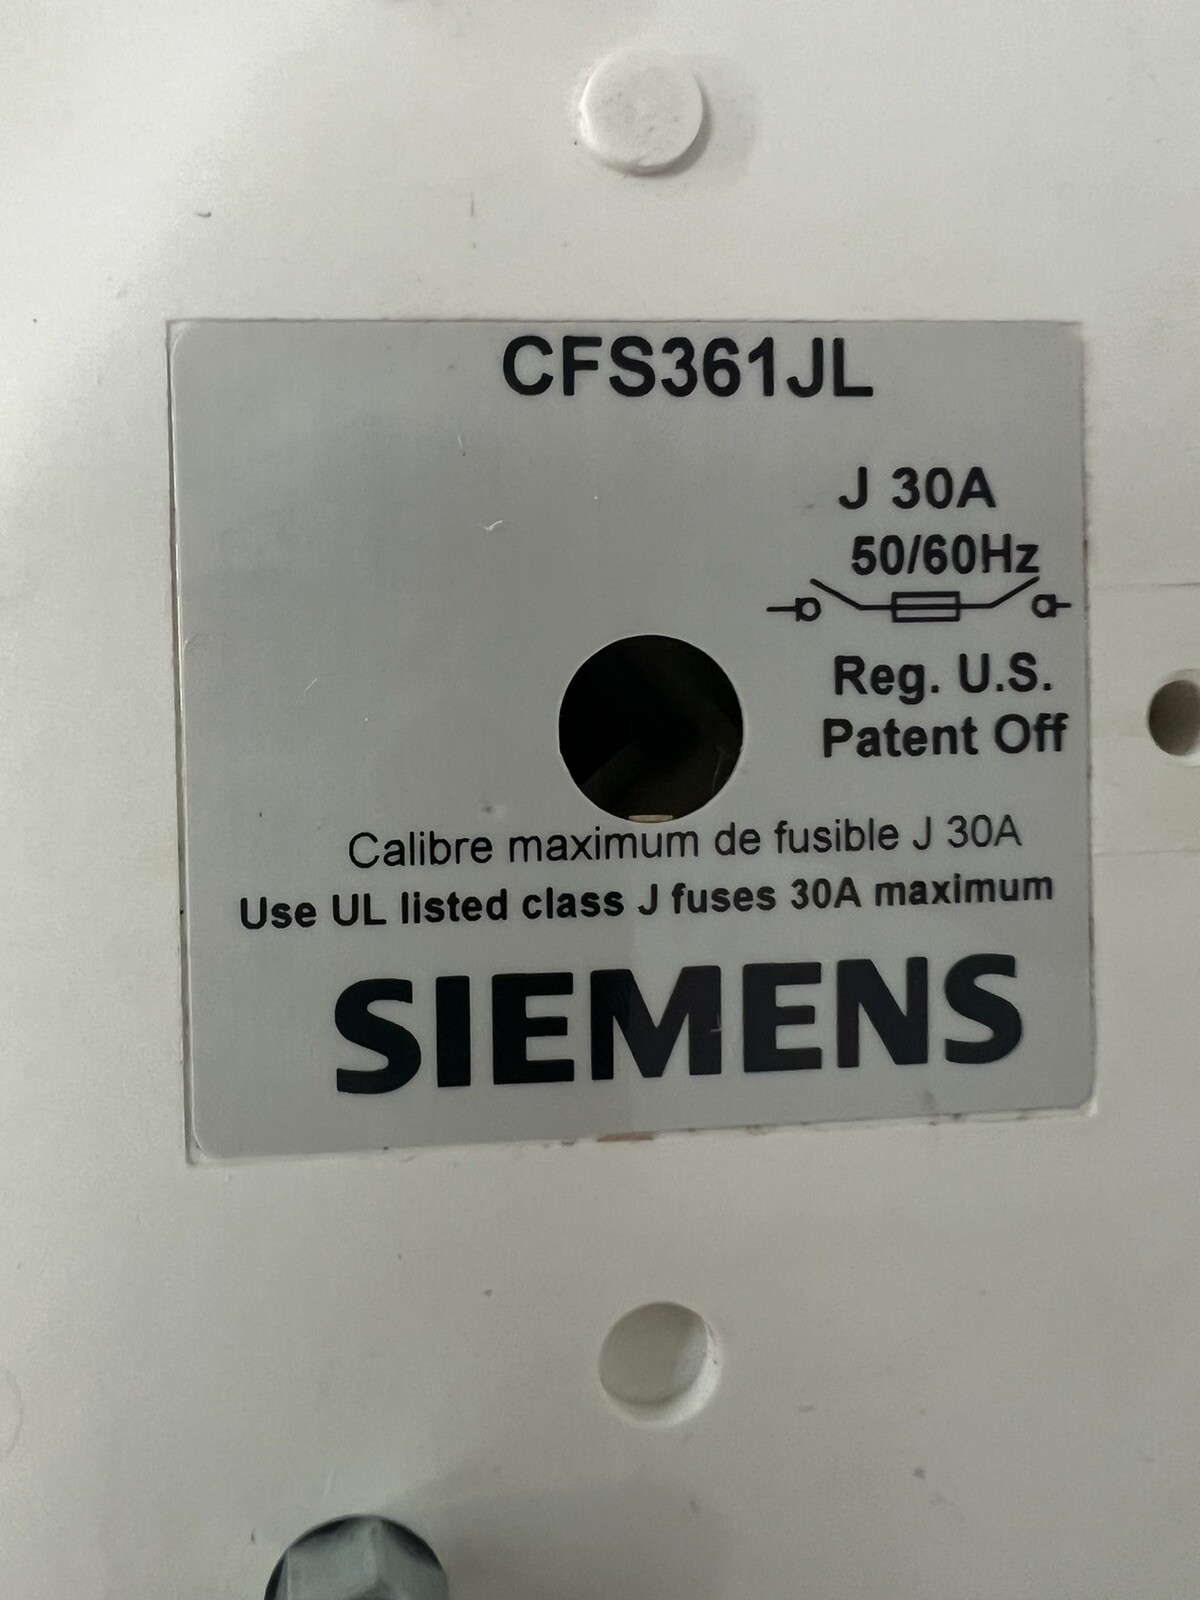 CFS361JL
J 30A
50/60Hz
Reg. U.S.
Patent Off
Calibre maximum de fusible J 30A
Use UL listed class J fuses 30A maximum
SIEMENS